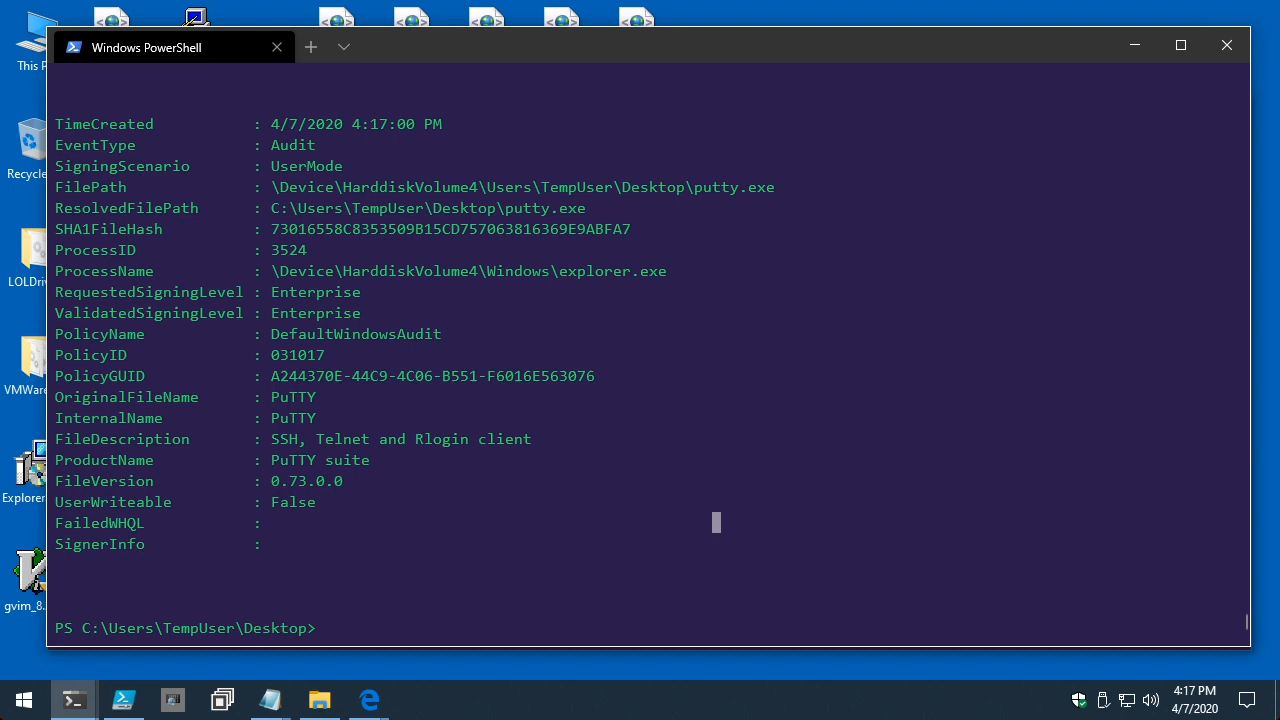 Windows PowerShell
This P
Recycle
LOLDriv
VMWare
Explorer
gvim_8.
TimeCreated : 4/7/2020 4:17:00 PM
EventType : Audit
SigningScenario : UserMode
FilePath : \Device\HarddiskVolume4\Users\TempUser\Desktop\putty.exe
ResolvedFilePath : C:\Users\TempUser\Desktop\putty.exe
SHA1FileHash : 73016558C8353509B15CD757063816369E9ABFA7
ProcessID : 3524
ProcessName : \Device\HarddiskVolume4\Windows\explorer.exe
RequestedSigningLevel : Enterprise
ValidatedSigningLevel : Enterprise
PolicyName : DefaultWindowsAudit
PolicyID : 031017
PolicyGUID : A244370E-44C9-4C06-B551-F6016E563076
OriginalFileName : PuTTY
InternalName : PuTTY
FileDescription : SSH, Telnet and Rlogin client
ProductName : PuTTY suite
FileVersion : 0.73.0.0
UserWriteable : False
FailedWHQL :
SignerInfo :
PS C:\Users\TempUser\Desktop>
4:17 PM
4/7/2020